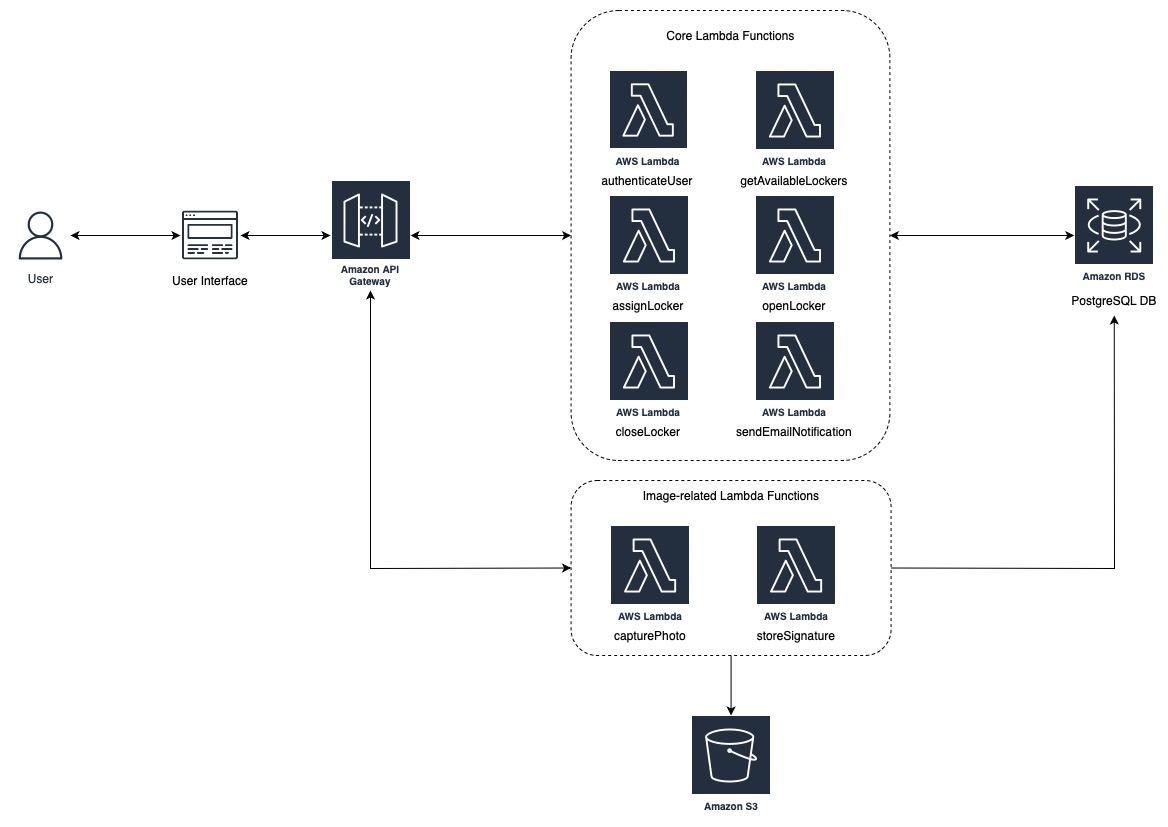 Core Lambda Functions
AWS Lambda
authenticateUser
AWS Lambda
getAvailableLockers
AWS Lambda
assignLocker
AWS Lambda
openLocker
AWS Lambda
closeLocker
AWS Lambda
sendEmailNotification
User
User Interface
Amazon API
Gateway
Amazon RDS
PostgreSQL DB
Image-related Lambda Functions
AWS Lambda
capturePhoto
AWS Lambda
storeSignature
Amazon S3